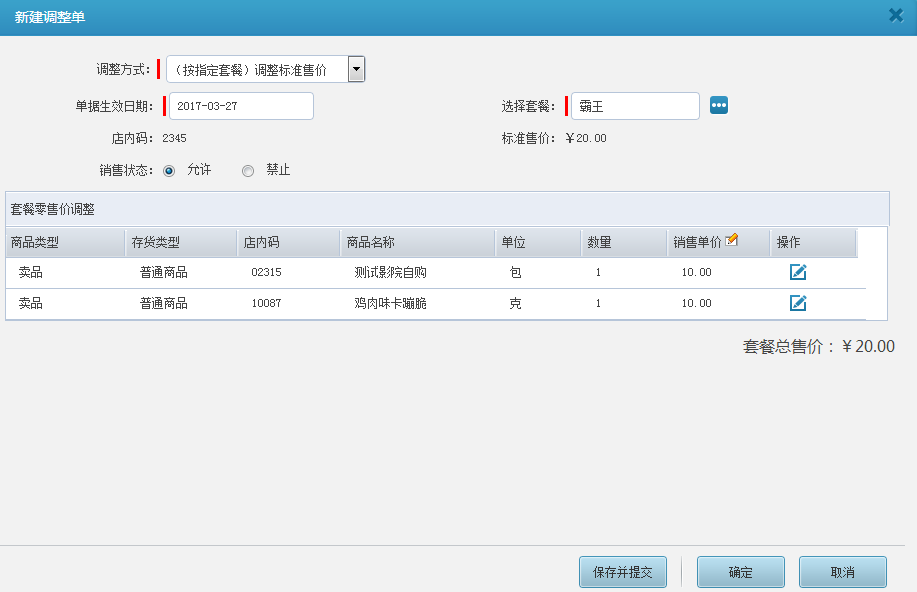 新建调整单
调整方式： （按指定套餐）调整标准售价
单据生效日期： 2017-03-27 选择套餐： 霸王
店内码： 2345 标准售价： ￥20.00
销售状态： 允许 禁止
套餐零售价调整
商品类型 存货类型 店内码 商品名称 单位 数量 销售单价 操作
卖品 普通商品 02315 测试影院自购 包 1 10.00
卖品 普通商品 10087 鸡肉味卡蹦脆 克 1 10.00
套餐总售价：￥20.00
保存并提交 确定 取消